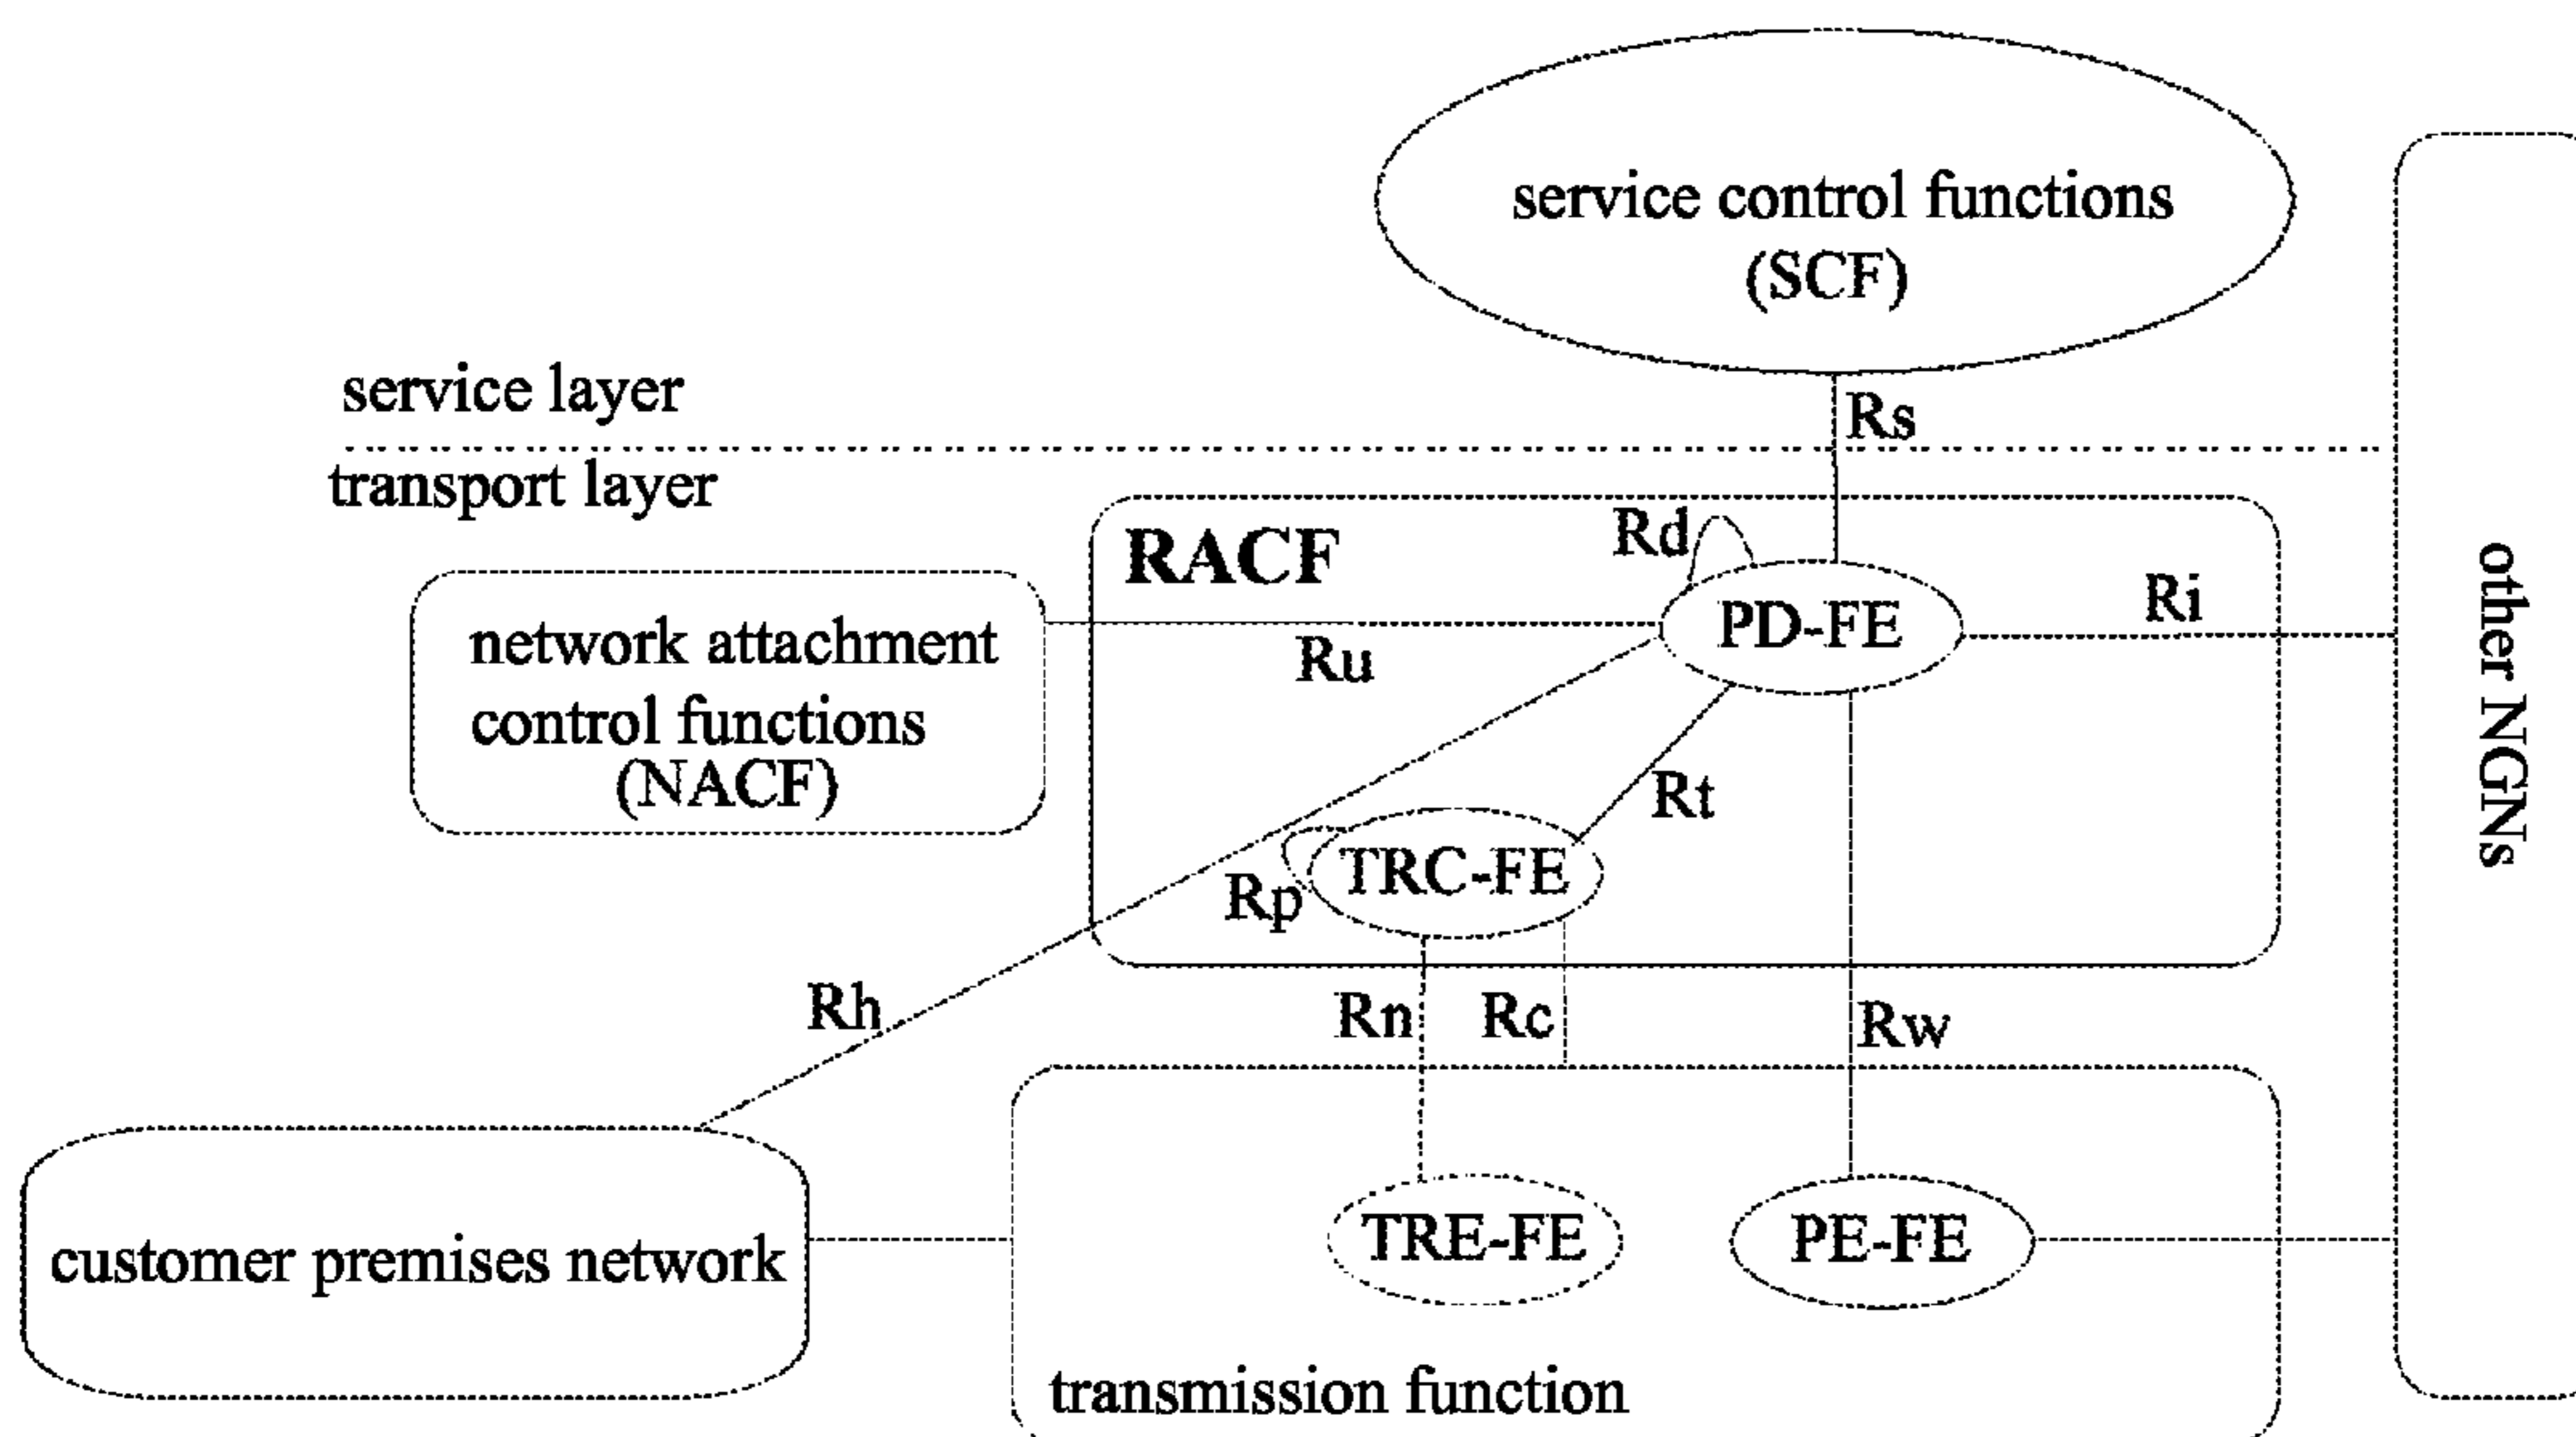 service control functions
(SCF)
service layer
Rs
transport layer
RACF
Rd
PD-FE
Ri
network attachment
control functions
(NACF)
Ru
Rt
TRC-FE
Rp
Rh
Rn
Rc
Rw
other NGNs
customer premises network
TRE-FE
PE-FE
transmission function